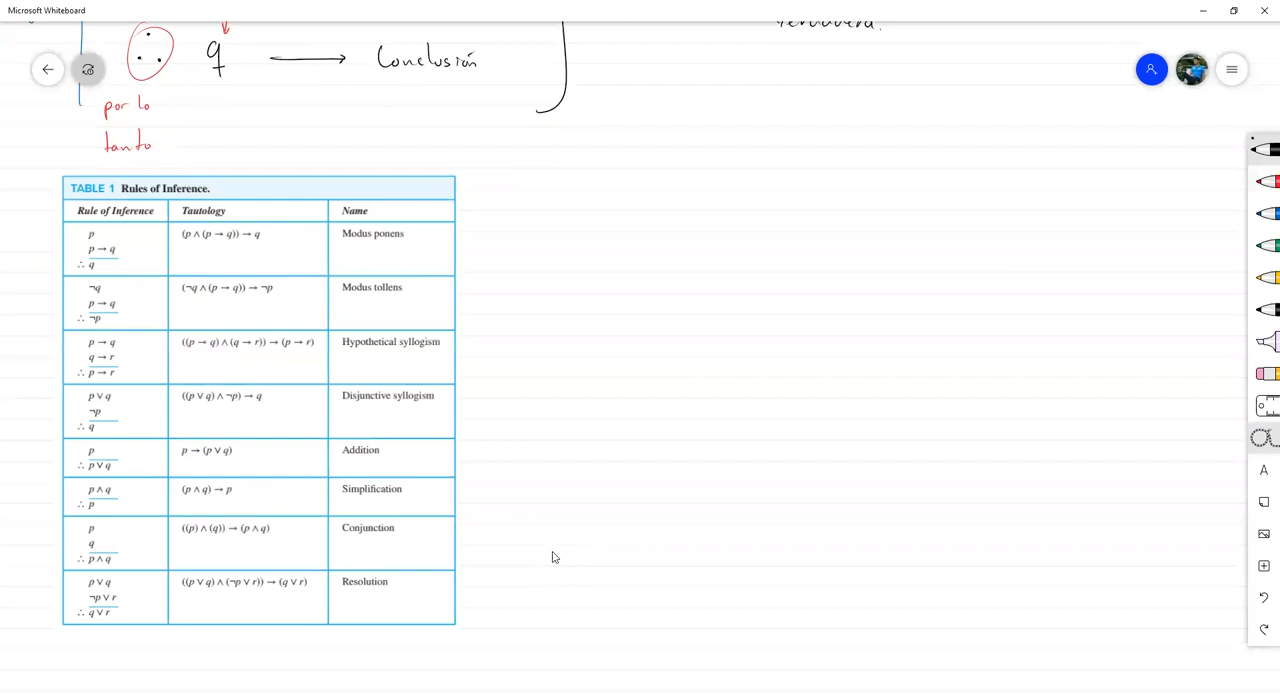 Microsoft Whiteboard
∴ q → Conclusión
por lo
tanto
TABLE 1 Rules of Inference.
Rule of Inference Tautology Name
p (p ∧ (p → q)) → q Modus ponens
p → q
∴ q
¬q (¬q ∧ (p → q)) → ¬p Modus tollens
p → q
∴ ¬p
p → q ((p → q) ∧ (q → r)) → (p → r) Hypothetical syllogism
q → r
∴ p → r
p ∨ q ((p ∨ q) ∧ ¬p) → q Disjunctive syllogism
¬p
∴ q
p p → (p ∨ q) Addition
∴ p ∨ q
p ∧ q (p ∧ q) → p Simplification
∴ p
p ((p) ∧ (q)) → (p ∧ q) Conjunction
q
∴ p ∧ q
p ∨ q ((p ∨ q) ∧ (¬p ∨ r)) → (q ∨ r) Resolution
¬p ∨ r
∴ q ∨ r
A